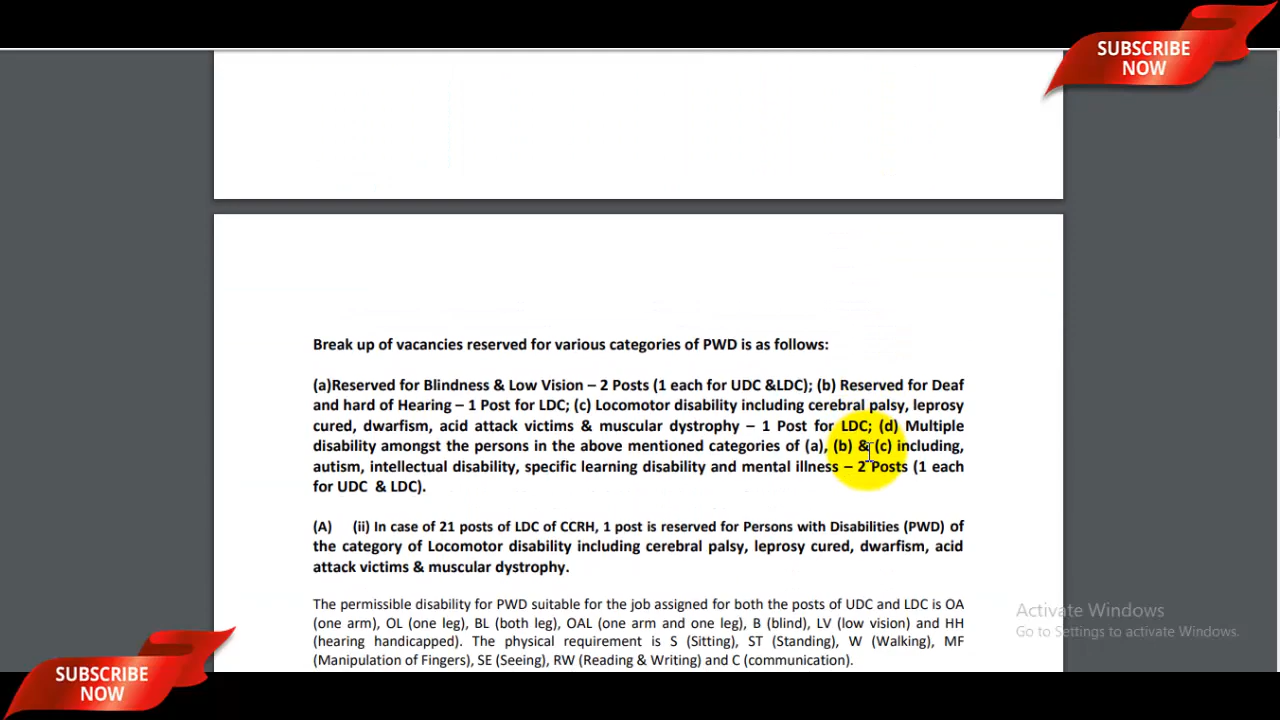 SUBSCRIBE
NOW
Break up of vacancies reserved for various categories of PWD is as follows:
(a)Reserved for Blindness & Low Vision – 2 Posts (1 each for UDC &LDC); (b) Reserved for Deaf
and hard of Hearing – 1 Post for LDC; (c) Locomotor disability including cerebral palsy, leprosy
cured, dwarfism, acid attack victims & muscular dystrophy – 1 Post for LDC; (d) Multiple
disability amongst the persons in the above mentioned categories of (a), (b) & (c) including,
autism, intellectual disability, specific learning disability and mental illness – 2 Posts (1 each
for UDC & LDC).
(A) (ii) In case of 21 posts of LDC of CCRH, 1 post is reserved for Persons with Disabilities (PWD) of
the category of Locomotor disability including cerebral palsy, leprosy cured, dwarfism, acid
attack victims & muscular dystrophy.
The permissible disability for PWD suitable for the job assigned for both the posts of UDC and LDC is OA
(one arm), OL (one leg), BL (both leg), OAL (one arm and one leg), B (blind), LV (low vision) and HH
(hearing handicapped). The physical requirement is S (Sitting), ST (Standing), W (Walking), MF
(Manipulation of Fingers), SE (Seeing), RW (Reading & Writing) and C (communication).
Activate Windows
Go to Settings to activate Windows.
SUBSCRIBE
NOW